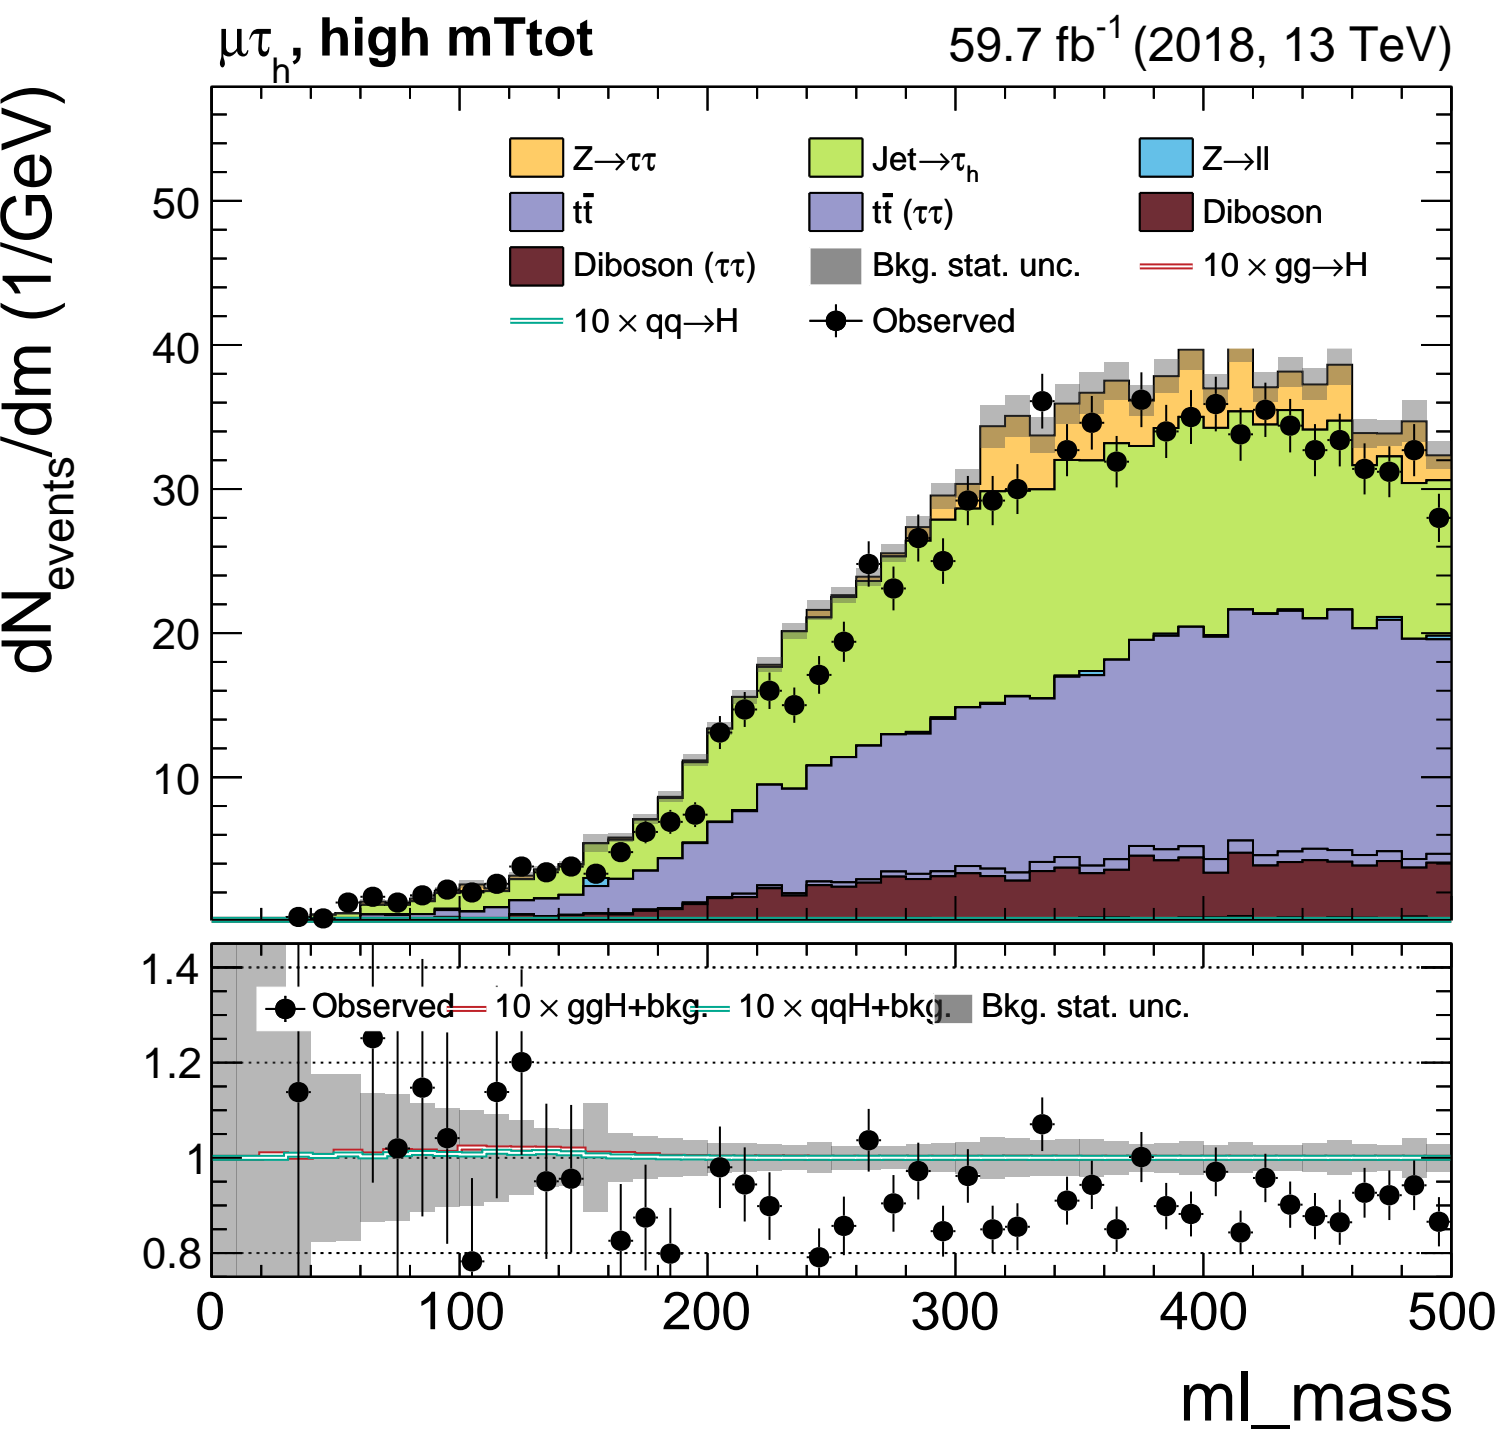 μτh, high mTtot 59.7 fb-1 (2018, 13 TeV)
dNevents/dm (1/GeV)
Z→ττ Jet→τh Z→ll
tt̄ tt̄ (ττ) Diboson
Diboson (ττ) Bkg. stat. unc. 10 × gg→H
10 × qq→H Observed
50
40
30
20
10
1.4
Observed 10 × ggH+bkg. 10 × qqH+bkg. Bkg. stat. unc.
1.2
1
0.8
0 100 200 300 400 500
ml_mass